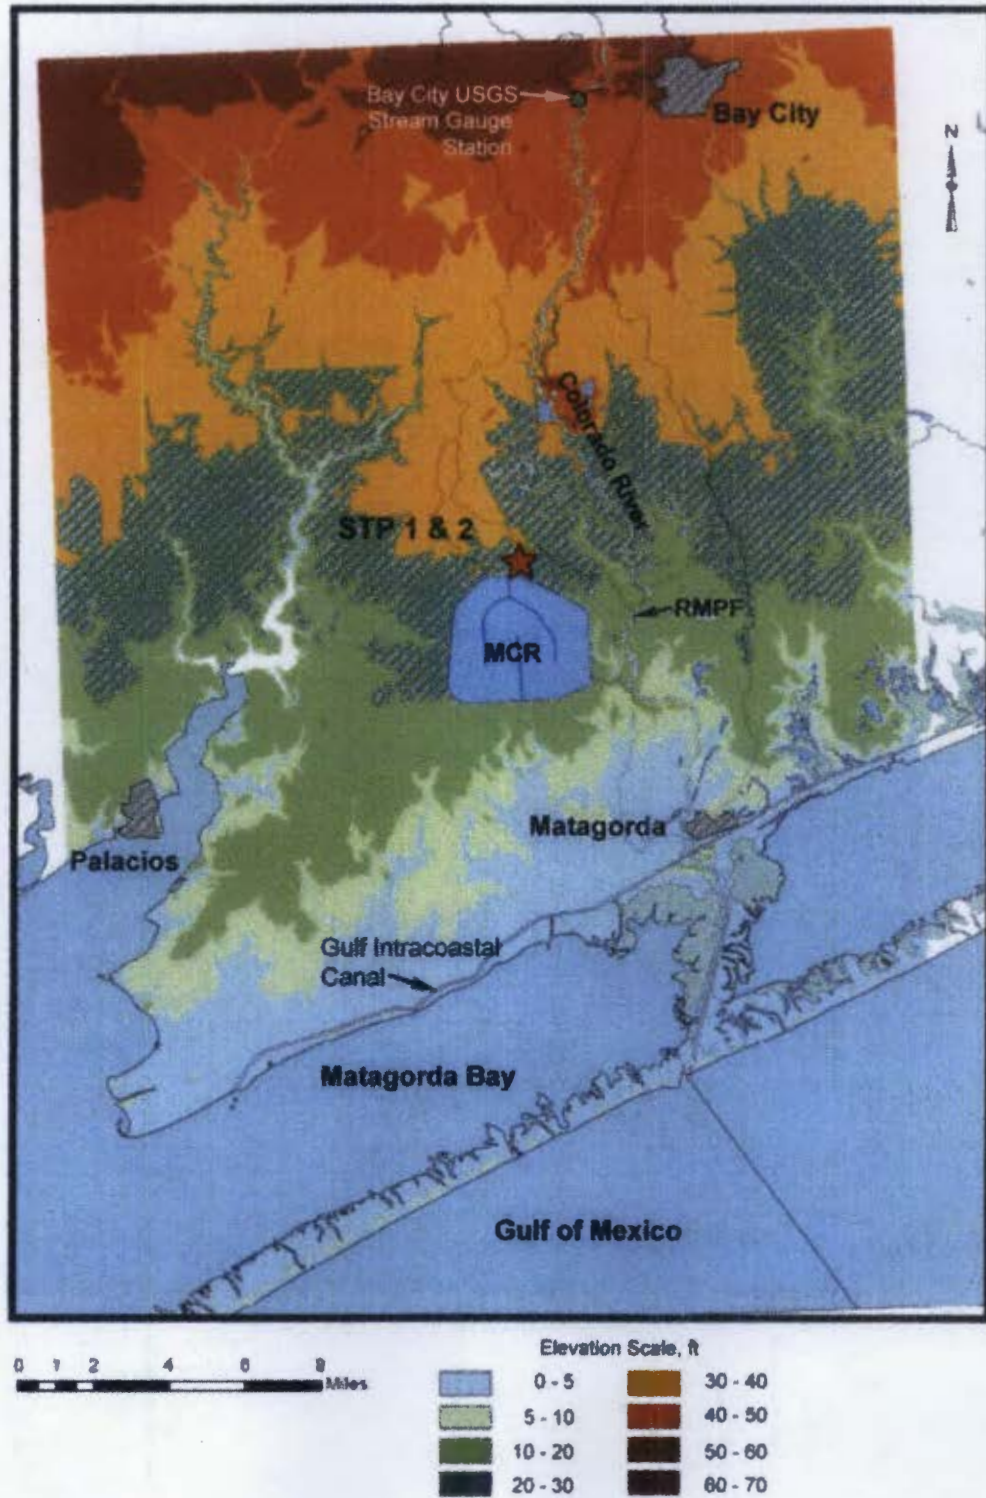 Bay City USGS
Stream Gauge
Station
Bay City
N
Colorado River
STP 1 & 2
RMPF
MCR
Matagorda
Palacios
Gulf Intracoastal
Canal
Matagorda Bay
Gulf of Mexico
0 1 2 4 6 8
Miles
Elevation Scale, ft
0 - 5
30 - 40
5 - 10
40 - 50
10 - 20
50 - 60
20 - 30
60 - 70